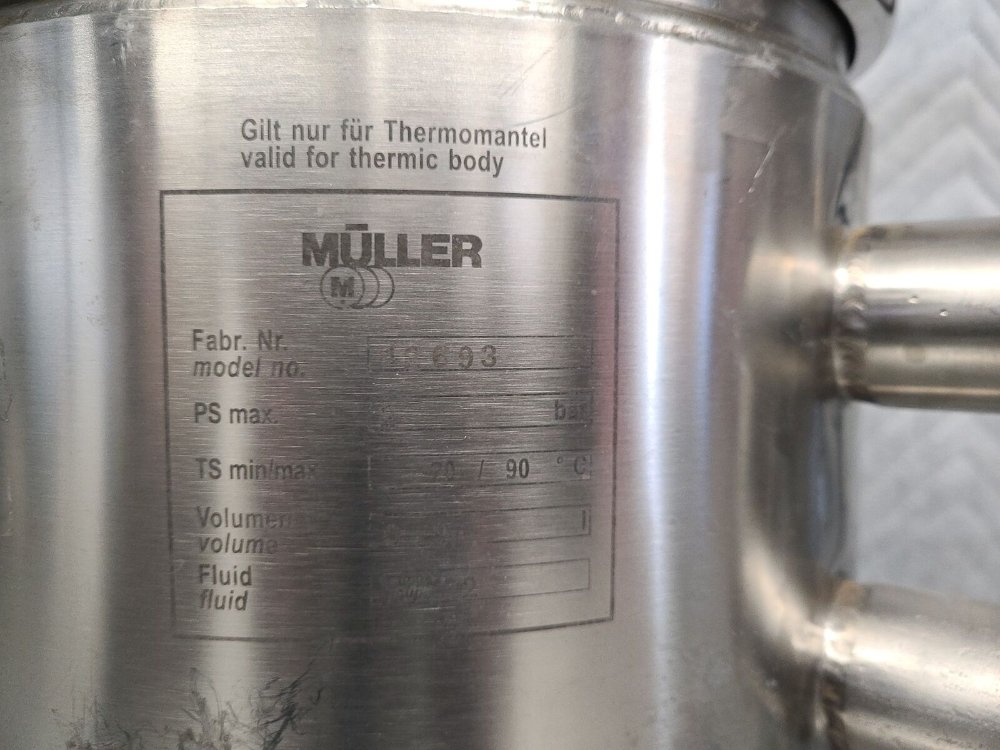 Gilt nur für Thermomantel
valid for thermic body
MÜLLER
M
Fabr. Nr.
model no.
PS max. bar
TS min/max / 90 °C
Volumen l
volume
Fluid
fluid